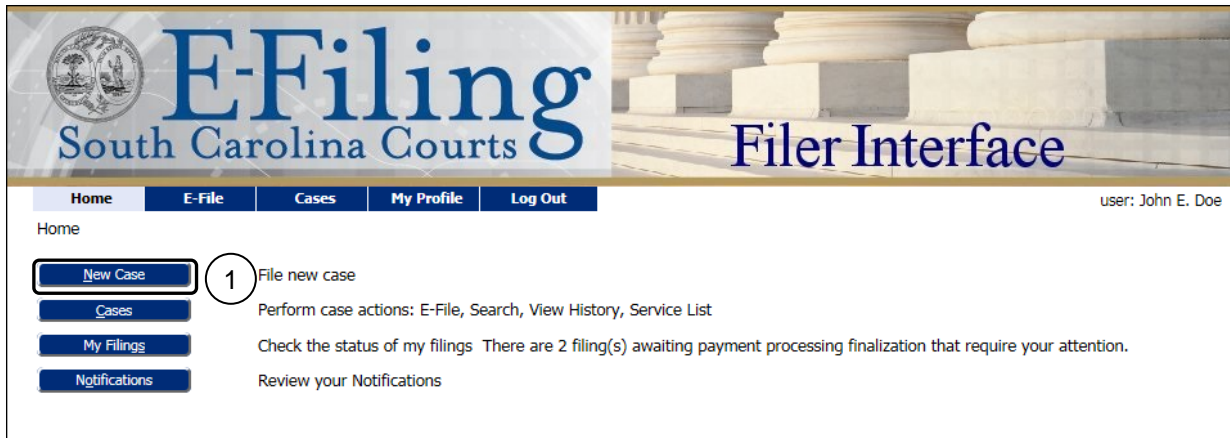 E-Filing
South Carolina Courts
Filer Interface
Home E-File Cases My Profile Log Out
user: John E. Doe
Home
New Case 1 File new case
Cases Perform case actions: E-File, Search, View History, Service List
My Filings Check the status of my filings There are 2 filing(s) awaiting payment processing finalization that require your attention.
Notifications Review your Notifications